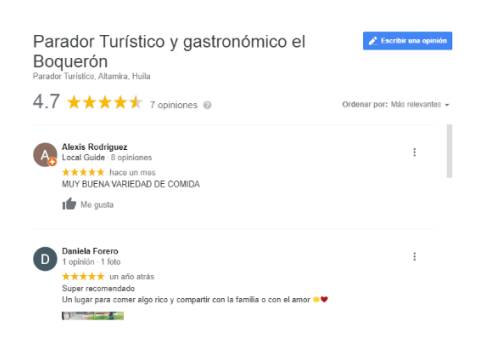 Parador Turístico y gastronómico el
Boquerón
Escribir una opinión
Parador Turístico, Altamira, Huila
4.7 7 opiniones
Ordenar por: Más relevantes
A
Alexis Rodriguez
Local Guide · 8 opiniones
hace un mes
MUY BUENA VARIEDAD DE COMIDA
Me gusta
D
Daniela Forero
1 opinión · 1 foto
un año atrás
Super recomendado
Un lugar para comer algo rico y compartir con la familia o con el amor